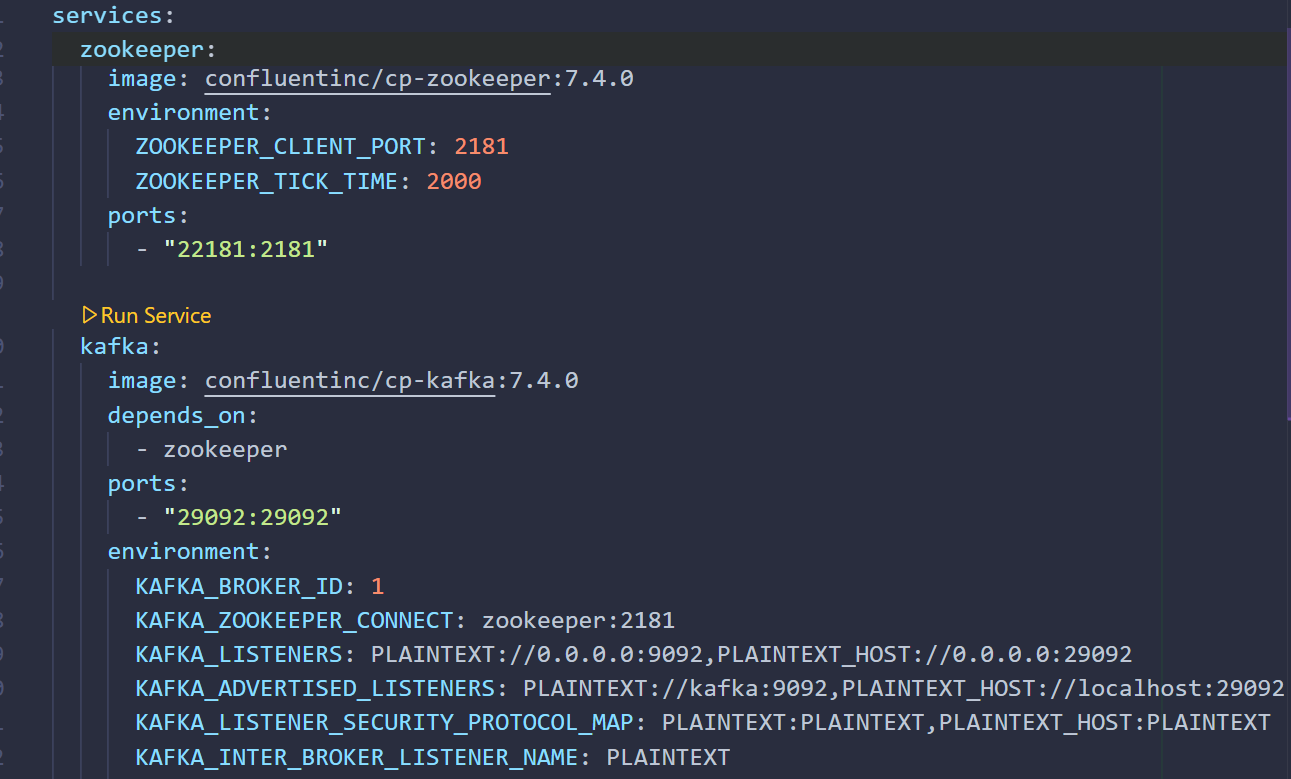 services:
  zookeeper:
    image: confluentinc/cp-zookeeper:7.4.0
    environment:
      ZOOKEEPER_CLIENT_PORT: 2181
      ZOOKEEPER_TICK_TIME: 2000
    ports:
      - "22181:2181"
  Run Service
  kafka:
    image: confluentinc/cp-kafka:7.4.0
    depends_on:
      - zookeeper
    ports:
      - "29092:29092"
    environment:
      KAFKA_BROKER_ID: 1
      KAFKA_ZOOKEEPER_CONNECT: zookeeper:2181
      KAFKA_LISTENERS: PLAINTEXT://0.0.0.0:9092,PLAINTEXT_HOST://0.0.0.0:29092
      KAFKA_ADVERTISED_LISTENERS: PLAINTEXT://kafka:9092,PLAINTEXT_HOST://localhost:29092
      KAFKA_LISTENER_SECURITY_PROTOCOL_MAP: PLAINTEXT:PLAINTEXT,PLAINTEXT_HOST:PLAINTEXT
      KAFKA_INTER_BROKER_LISTENER_NAME: PLAINTEXT